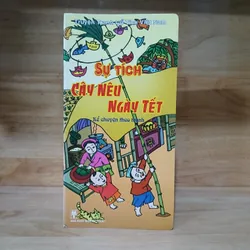 SỰ TÍCH
CÂY NÊU
NGÀY TẾT
Kể chuyện theo tranh